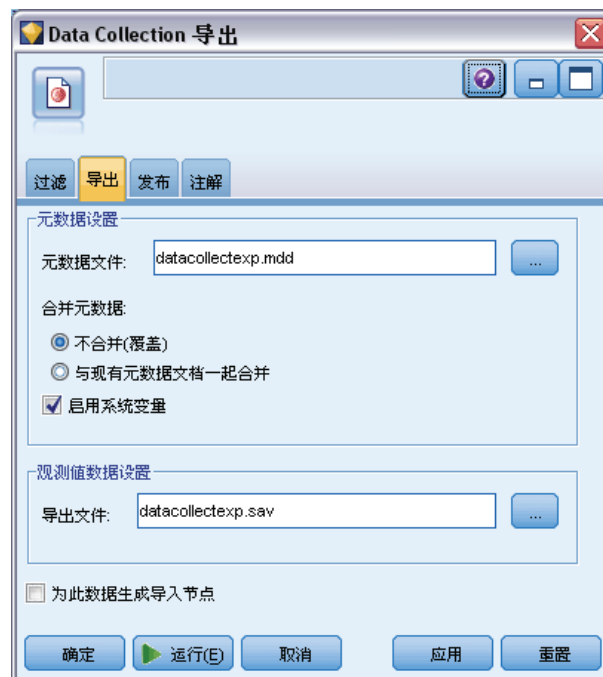 Data Collection 导出
过滤 导出 发布 注解
元数据设置
元数据文件: datacollectexp.mdd ...
合并元数据:
不合并(覆盖)
与现有元数据文档一起合并
启用系统变量
观测值数据设置
导出文件: datacollectexp.sav ...
为此数据生成导入节点
确定 运行(E) 取消 应用 重置